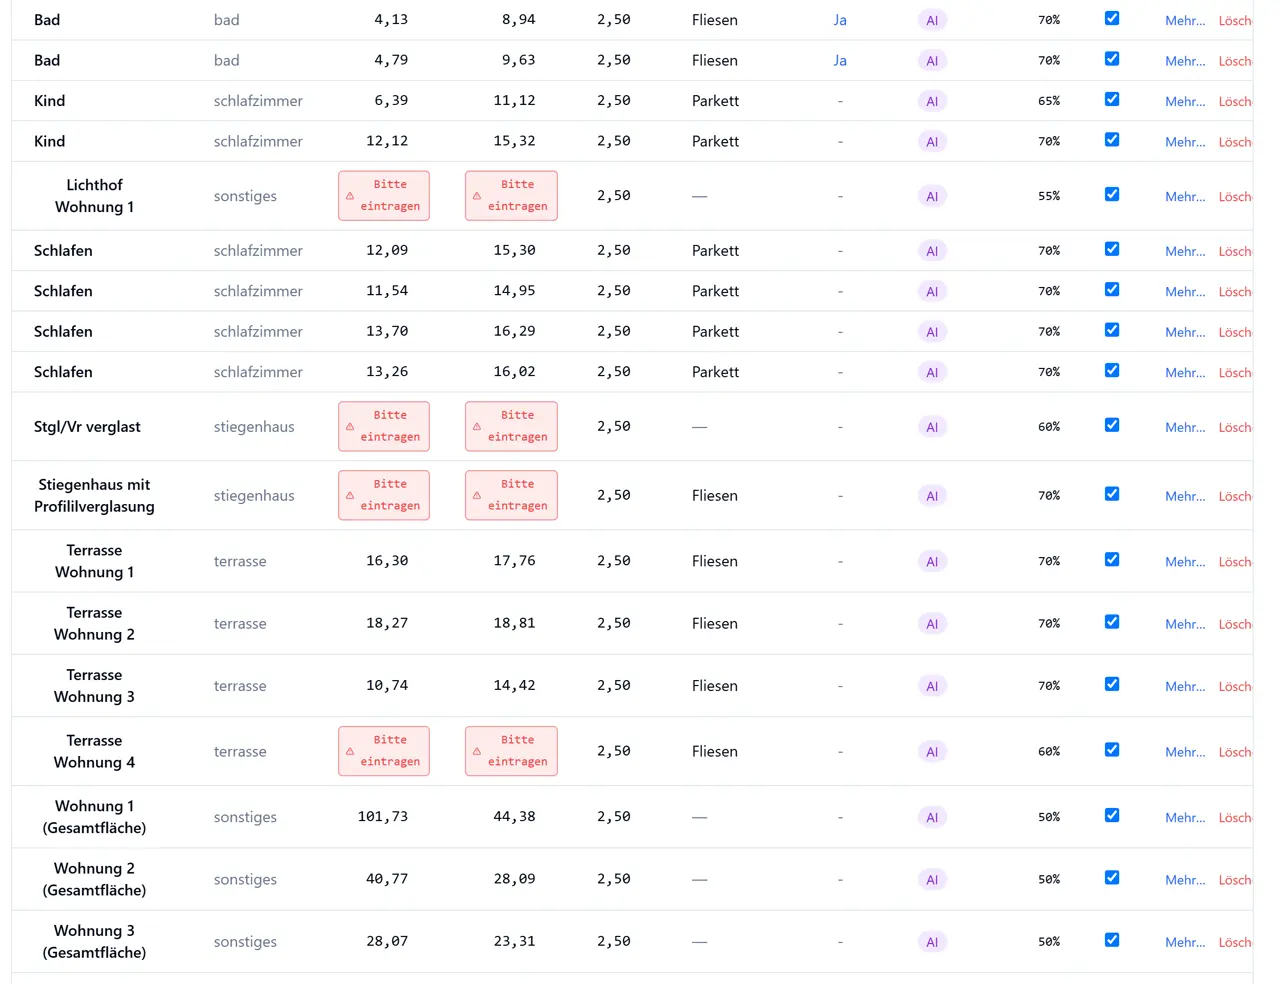 Bad bad 4,13 8,94 2,50 Fliesen Ja AI 70% Mehr... Lösch
Bad bad 4,79 9,63 2,50 Fliesen Ja AI 70% Mehr... Lösch
Kind schlafzimmer 6,39 11,12 2,50 Parkett - AI 65% Mehr... Lösch
Kind schlafzimmer 12,12 15,32 2,50 Parkett - AI 70% Mehr... Lösch
Lichthof
Wohnung 1 sonstiges Bitte
eintragen Bitte
eintragen 2,50 — - AI 55% Mehr... Lösch
Schlafen schlafzimmer 12,09 15,30 2,50 Parkett - AI 70% Mehr... Lösch
Schlafen schlafzimmer 11,54 14,95 2,50 Parkett - AI 70% Mehr... Lösch
Schlafen schlafzimmer 13,70 16,29 2,50 Parkett - AI 70% Mehr... Lösch
Schlafen schlafzimmer 13,26 16,02 2,50 Parkett - AI 70% Mehr... Lösch
Stgl/Vr verglast stiegenhaus Bitte
eintragen Bitte
eintragen 2,50 — - AI 60% Mehr... Lösch
Stiegenhaus mit
Profililverglasung stiegenhaus Bitte
eintragen Bitte
eintragen 2,50 Fliesen - AI 70% Mehr... Lösch
Terrasse
Wohnung 1 terrasse 16,30 17,76 2,50 Fliesen - AI 70% Mehr... Lösch
Terrasse
Wohnung 2 terrasse 18,27 18,81 2,50 Fliesen - AI 70% Mehr... Lösch
Terrasse
Wohnung 3 terrasse 10,74 14,42 2,50 Fliesen - AI 70% Mehr... Lösch
Terrasse
Wohnung 4 terrasse Bitte
eintragen Bitte
eintragen 2,50 Fliesen - AI 60% Mehr... Lösch
Wohnung 1
(Gesamtfläche) sonstiges 101,73 44,38 2,50 — - AI 50% Mehr... Lösch
Wohnung 2
(Gesamtfläche) sonstiges 40,77 28,09 2,50 — - AI 50% Mehr... Lösch
Wohnung 3
(Gesamtfläche) sonstiges 28,07 23,31 2,50 — - AI 50% Mehr... Lösch